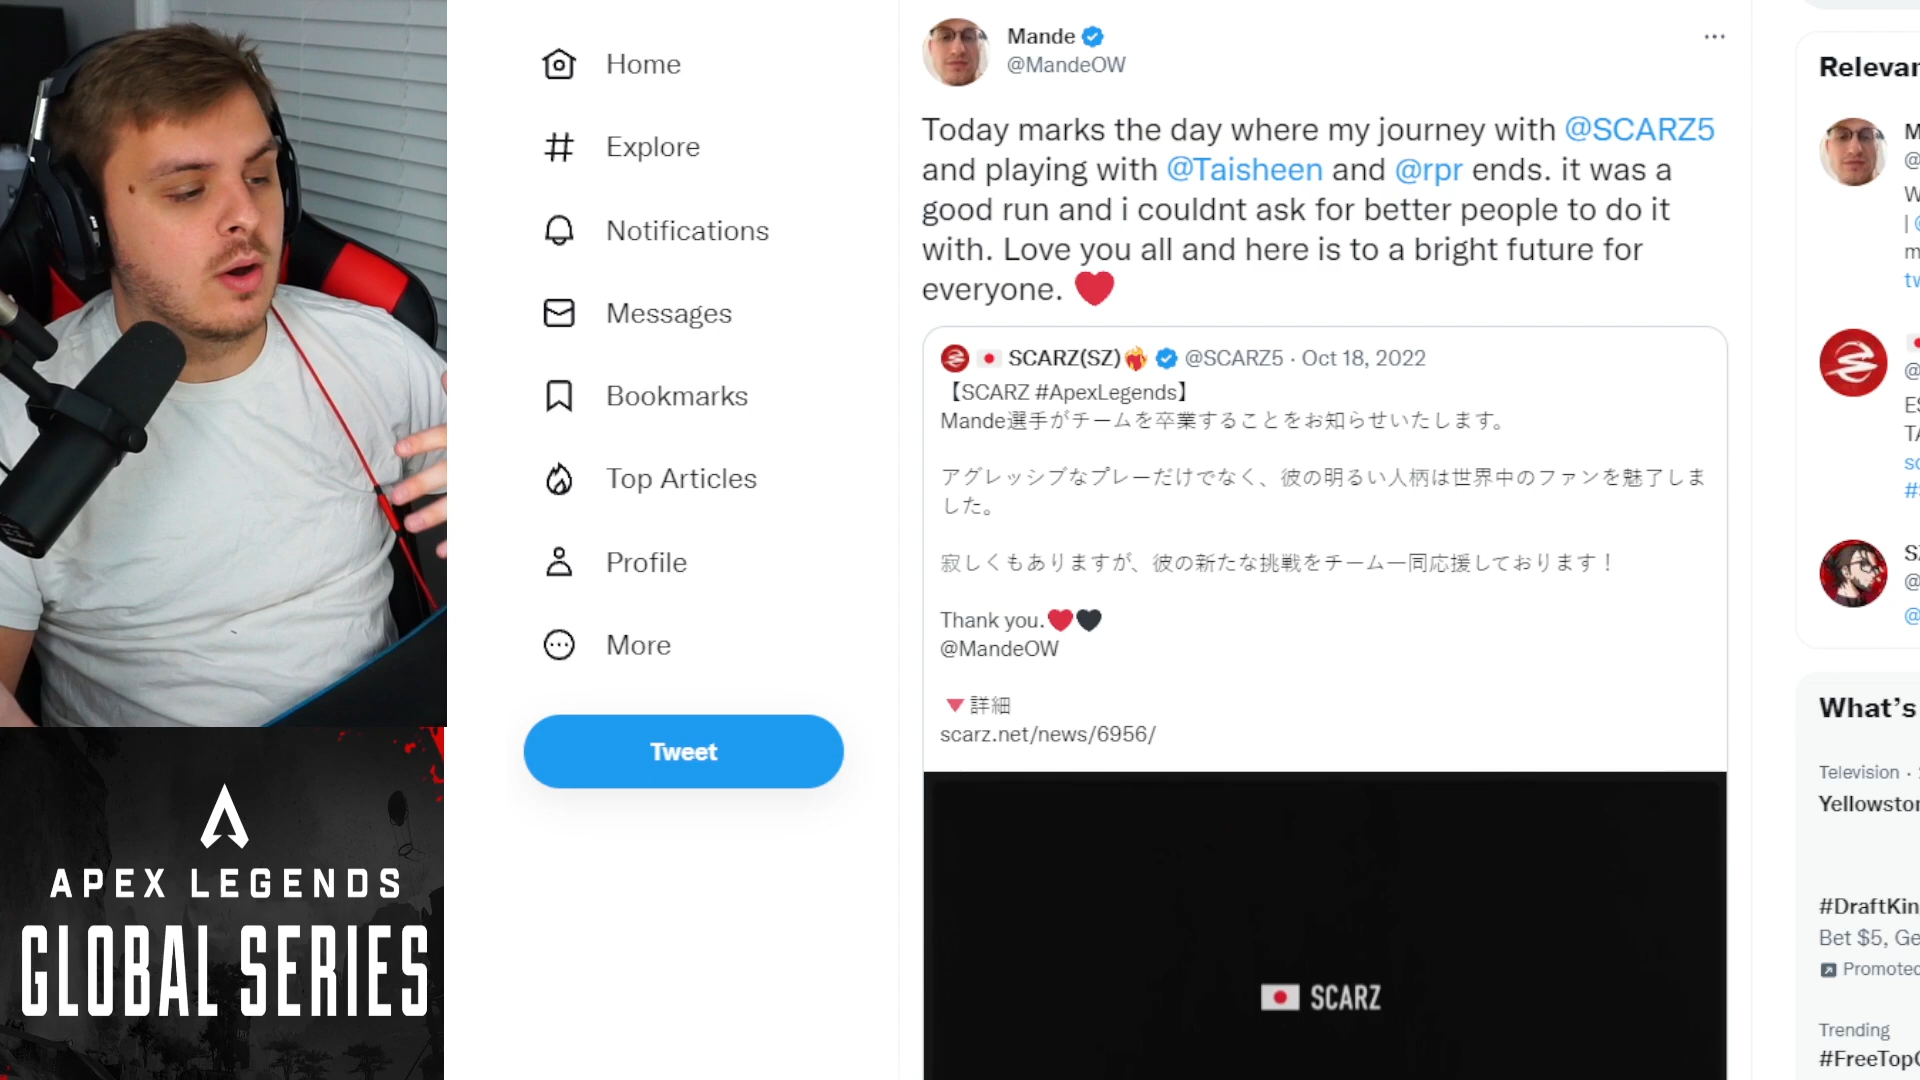 Home
Explore
Notifications
Messages
Bookmarks
Top Articles
Profile
More
Tweet
Mande
@MandeOW
Today marks the day where my journey with @SCARZ5
and playing with @Taisheen and @rpr ends. it was a
good run and i couldnt ask for better people to do it
with. Love you all and here is to a bright future for
everyone. ❤️
SCARZ(SZ) @SCARZ5 · Oct 18, 2022
【SCARZ #ApexLegends】
Mande選手がチームを卒業することをお知らせいたします。
アグレッシブなプレーだけでなく、彼の明るい人柄は世界中のファンを魅了しま
した。
寂しくもありますが、彼の新たな挑戦をチーム一同応援しております！
Thank you.❤️🖤
@MandeOW
🔻詳細
scarz.net/news/6956/
SCARZ
What's
Television ·
#DraftKin
Bet $5, Ge
Promoted
Trending
#FreeTop
APEX LEGENDS
GLOBAL SERIES